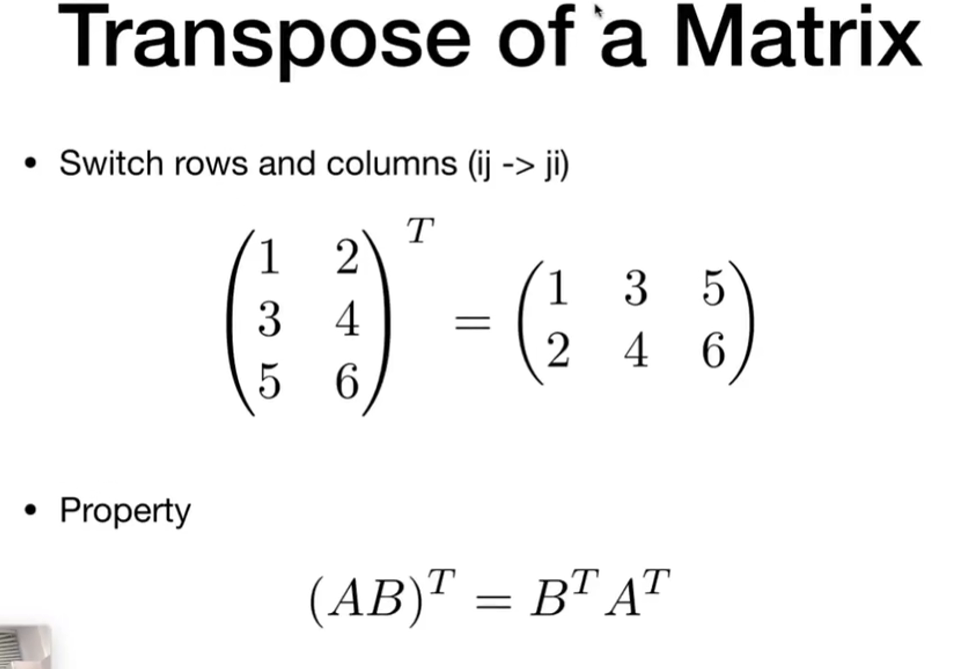 Transpose of a Matrix
• Switch rows and columns (ij -> ji)
$\begin{pmatrix} 1 & 2 \\ 3 & 4 \\ 5 & 6 \end{pmatrix}^T = \begin{pmatrix} 1 & 3 & 5 \\ 2 & 4 & 6 \end{pmatrix}$
• Property
$(AB)^T = B^T A^T$